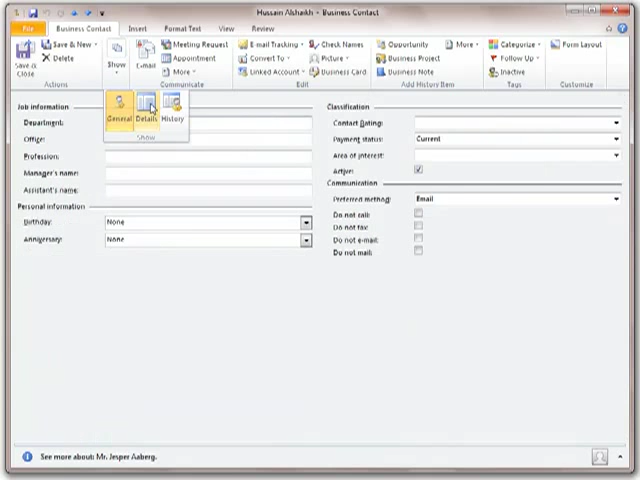 Hussain Alshaikh - Business Contact
File Business Contact Insert Format Text View Review
Save & Close
Save & New
Delete
Actions
Show
E-mail
Meeting Request
Appointment
More
Communicate
E-mail Tracking
Convert To
Linked Account
Check Names
Picture
Business Card
Edit
Opportunity
Business Project
Business Note
More
Add History Item
Categorize
Follow Up
Inactive
Tags
Form Layout
Customize
General Details History
Show
Job information
Department:
Office:
Profession:
Manager's name:
Assistant's name:
Personal information
Birthday: None
Anniversary: None
Classification
Contact Rating:
Payment status: Current
Area of interest:
Active:
Communication
Preferred method: Email
Do not call:
Do not fax:
Do not e-mail:
Do not mail:
See more about: Mr. Jesper Aaberg.